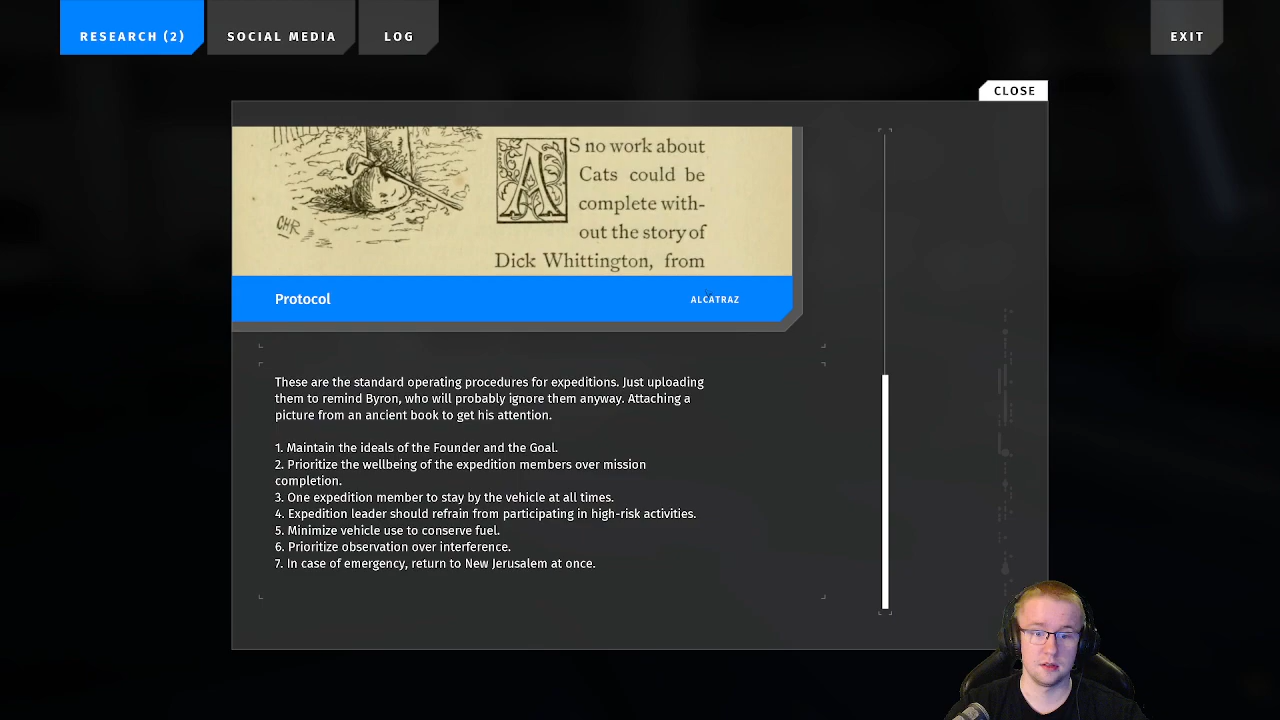 RESEARCH (2)
SOCIAL MEDIA
LOG
EXIT
CLOSE
AS no work about
Cats could be
complete with-
out the story of
Dick Whittington, from
CHR
Protocol
ALCATRAZ
These are the standard operating procedures for expeditions. Just uploading
them to remind Byron, who will probably ignore them anyway. Attaching a
picture from an ancient book to get his attention.
1. Maintain the ideals of the Founder and the Goal.
2. Prioritize the wellbeing of the expedition members over mission
completion.
3. One expedition member to stay by the vehicle at all times.
4. Expedition leader should refrain from participating in high-risk activities.
5. Minimize vehicle use to conserve fuel.
6. Prioritize observation over interference.
7. In case of emergency, return to New Jerusalem at once.